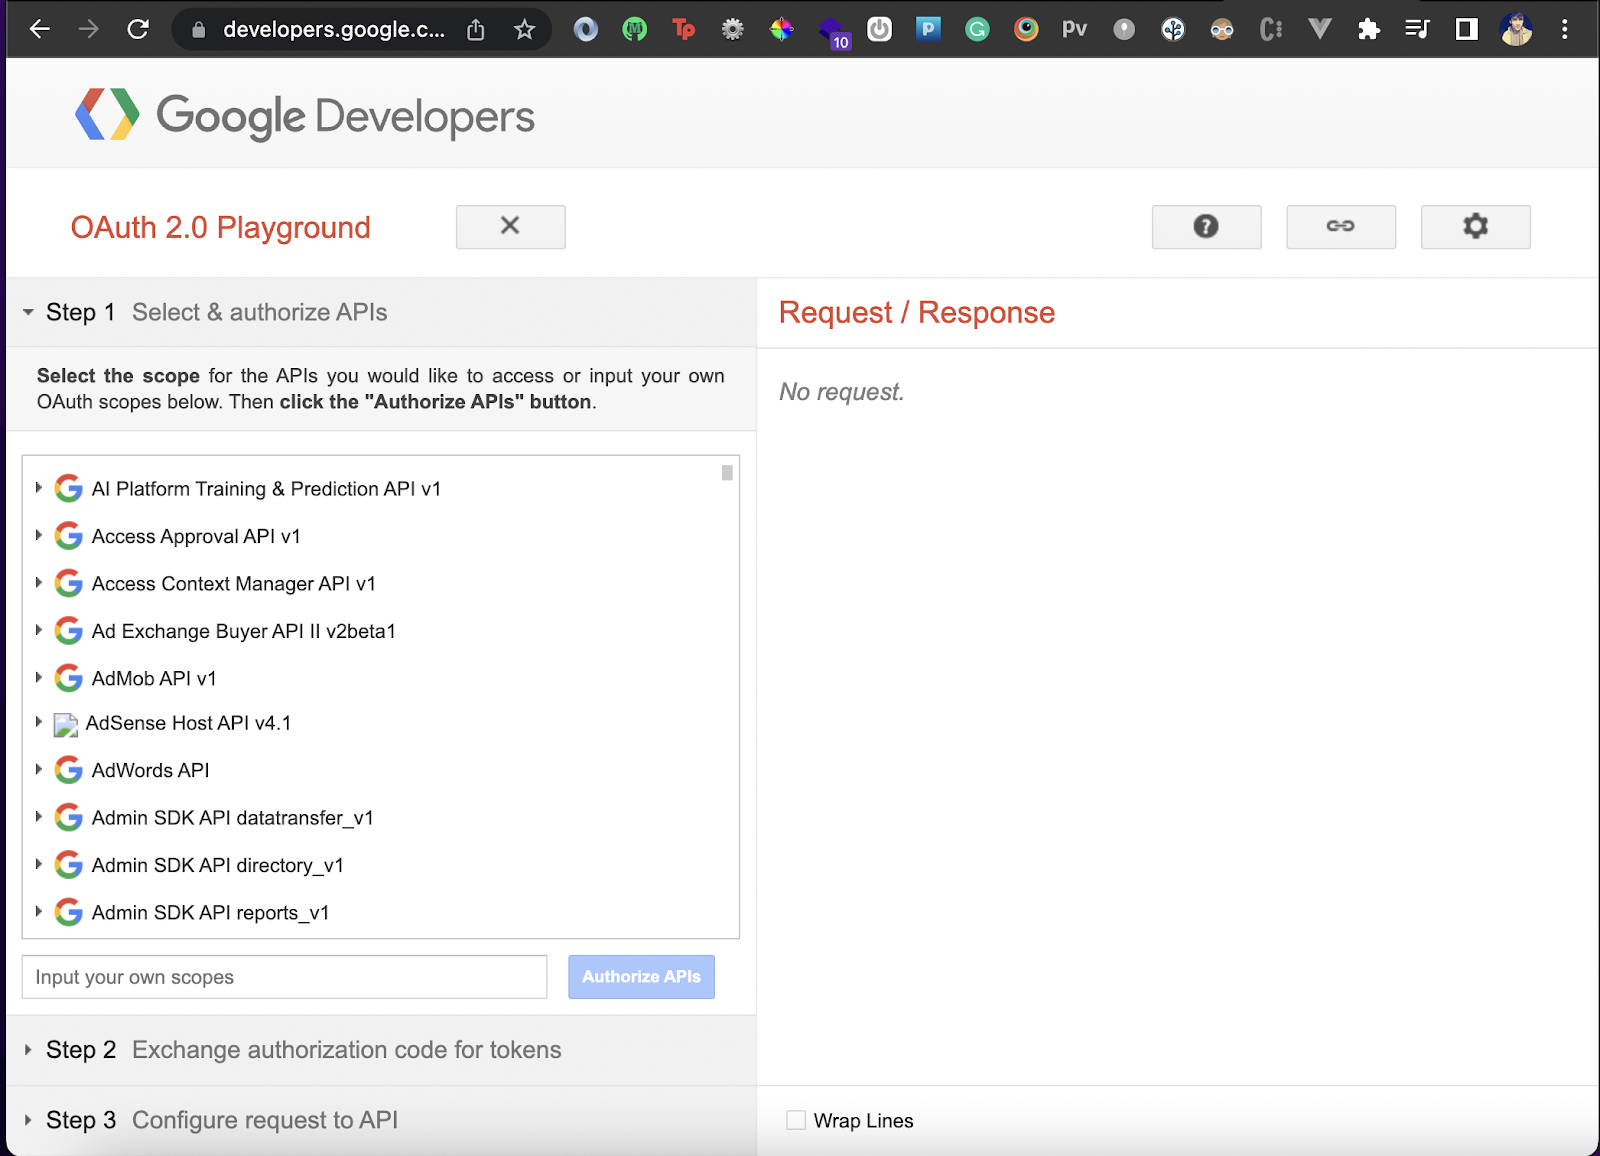 developers.google.c...
Tp
10
P
G
pv
Google Developers
OAuth 2.0 Playground
Step 1 Select & authorize APIs
Select the scope for the APIs you would like to access or input your own
OAuth scopes below. Then click the "Authorize APIs" button.
AI Platform Training & Prediction API v1
Access Approval API v1
Access Context Manager API v1
Ad Exchange Buyer API II v2beta1
AdMob API v1
AdSense Host API v4.1
AdWords API
Admin SDK API datatransfer_v1
Admin SDK API directory_v1
Admin SDK API reports_v1
Input your own scopes
Authorize APIs
Step 2 Exchange authorization code for tokens
Step 3 Configure request to API
Request / Response
No request.
Wrap Lines